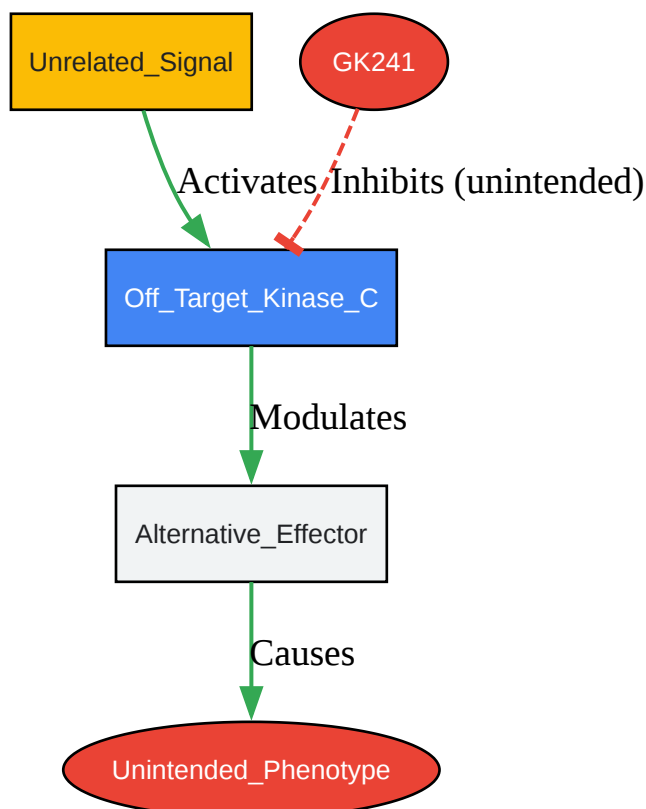 Unrelated_Signal
GK241
Activates
Inhibits (unintended)
Off_Target_Kinase_C
Modulates
Alternative_Effector
Causes
Unintended_Phenotype